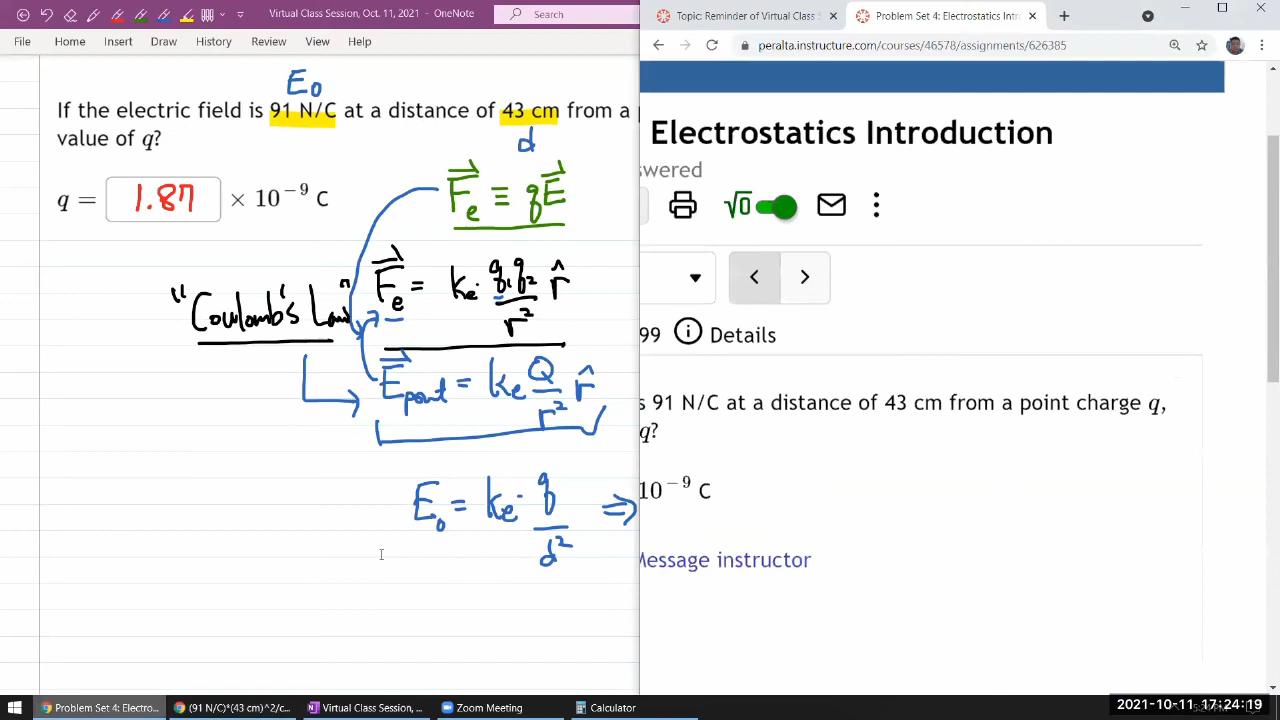 Virtual Class Session, Oct. 11, 2021 - OneNote
Search
File Home Insert Draw History Review View Help
E₀
If the electric field is 91 N/C at a distance of 43 cm from a p
d
value of q?
q = 1.87 × 10⁻⁹ C
F⃗e ≡ qE⃗
"Coulomb's Law"
F⃗e = ke · q₁q₂/r² r̂
E⃗point = ke Q/r² r̂
E₀ = ke · q/d² ⇒
Topic: Reminder of Virtual Class S
Problem Set 4: Electrostatics Intro
peralta.instructure.com/courses/46578/assignments/626385
Electrostatics Introduction
swered
√0
99 Details
s 91 N/C at a distance of 43 cm from a point charge q,
q?
10⁻⁹ C
Message instructor
Problem Set 4: Electro...
(91 N/C)*(43 cm)^2/c...
Virtual Class Session, ...
Zoom Meeting
Calculator
2021-10-11 17:24:19